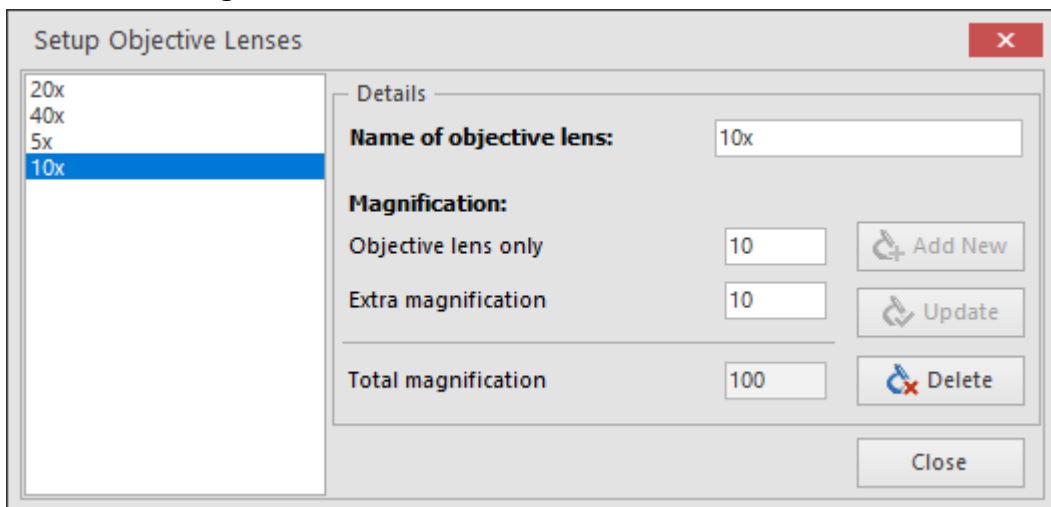 Setup Objective Lenses
20x
40x
5x
10x
Details
Name of objective lens: 10x
Magnification:
Objective lens only 10 Add New
Extra magnification 10 Update
Total magnification 100 Delete
Close